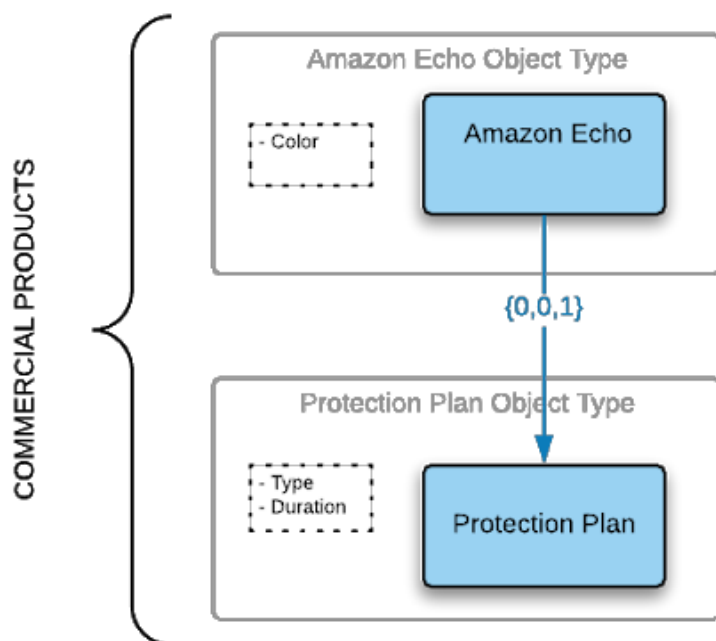 COMMERCIAL PRODUCTS
Amazon Echo Object Type
- Color
Amazon Echo
{0,0,1}
Protection Plan Object Type
- Type
- Duration
Protection Plan